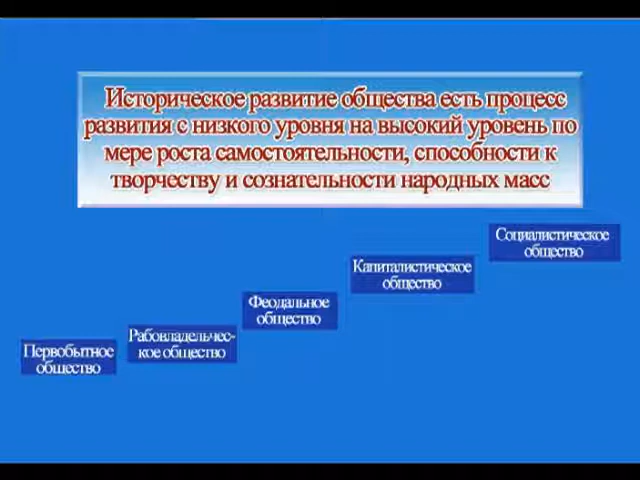 Историческое развитие общества есть процесс
развития с низкого уровня на высокий уровень по
мере роста самостоятельности, способности к
творчеству и сознательности народных масс
Социалистическое
общество
Капиталистическое
общество
Феодальное
общество
Рабовладельчес-
кое общество
Первобытное
общество